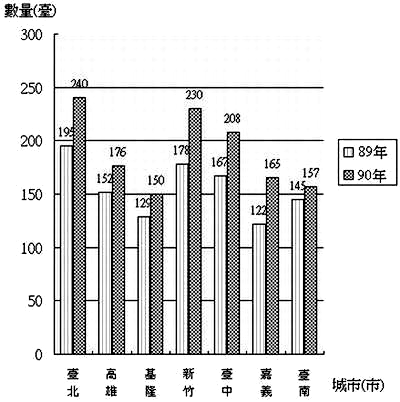 數量(臺)
300
250
200
150
100
50
0
195 240
152 176
129 150
178 230
167 208
122 165
145 157
89年
90年
臺北
高雄
基隆
新竹
臺中
嘉義
臺南
城市(市)